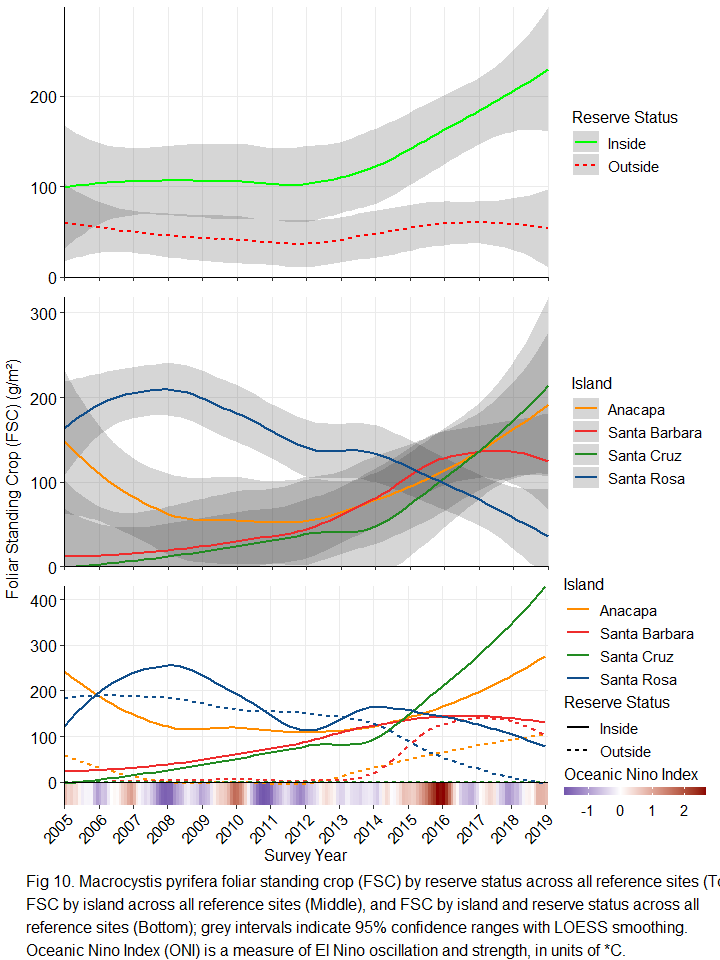 200
100
0
Reserve Status
Inside
Outside
Foliar Standing Crop (FSC) (g/m²)
300
200
100
0
Island
Anacapa
Santa Barbara
Santa Cruz
Santa Rosa
400
300
200
100
0
Island
Anacapa
Santa Barbara
Santa Cruz
Santa Rosa
Reserve Status
Inside
Outside
Oceanic Nino Index
-1 0 1 2
2005 2006 2007 2008 2009 2010 2011 2012 2013 2014 2015 2016 2017 2018 2019
Survey Year
Fig 10. Macrocystis pyrifera foliar standing crop (FSC) by reserve status across all reference sites (To
FSC by island across all reference sites (Middle), and FSC by island and reserve status across all
reference sites (Bottom); grey intervals indicate 95% confidence ranges with LOESS smoothing.
Oceanic Nino Index (ONI) is a measure of El Nino oscillation and strength, in units of *C.